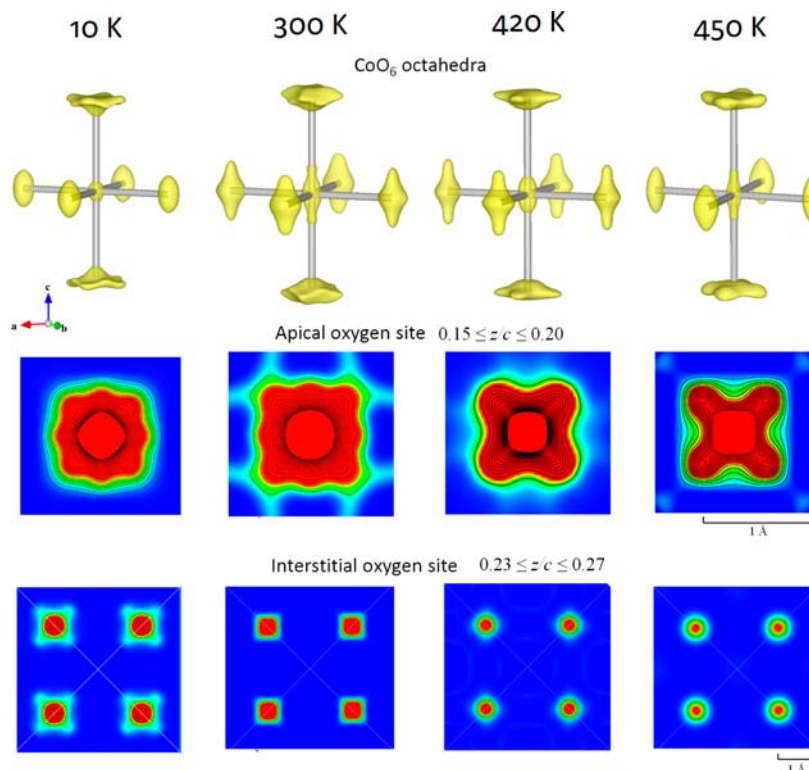 10 K 300 K 420 K 450 K
CoO₆ octahedra
c
a b
Apical oxygen site 0.15 ≤ z/c ≤ 0.20
1 Å
Interstitial oxygen site 0.23 ≤ z/c ≤ 0.27
1 Å